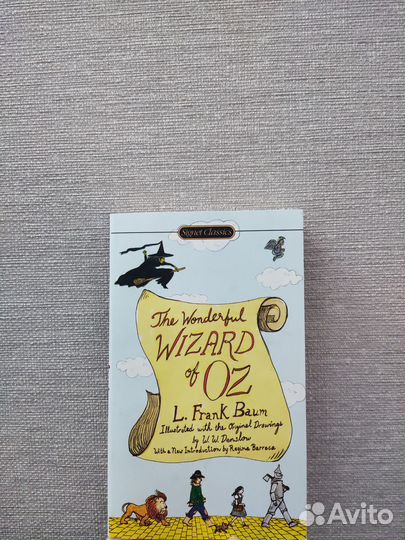 Signet Classics
The Wonderful
WIZARD
of OZ
L. Frank Baum
Illustrated with the Original Drawings
by W. W. Denslow
With a New Introduction by Regina Barreca
Avito